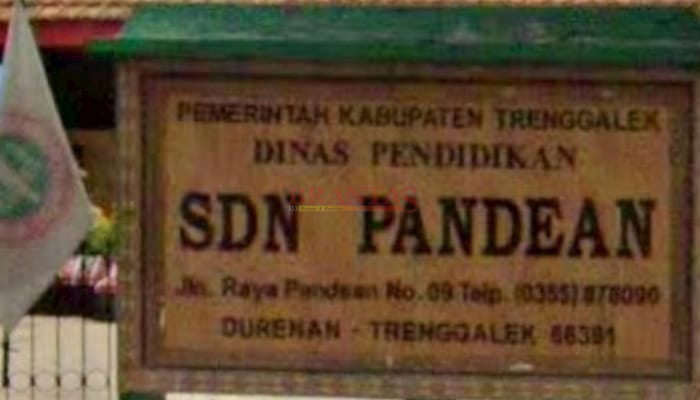 PEMERINTAH KABUPATEN TRENGGALEK
DINAS PENDIDIKAN
SDN PANDEAN
Jln. Raya Pandean No. 09 Telp. (0355) 878090
DURENAN - TRENGGALEK 66381